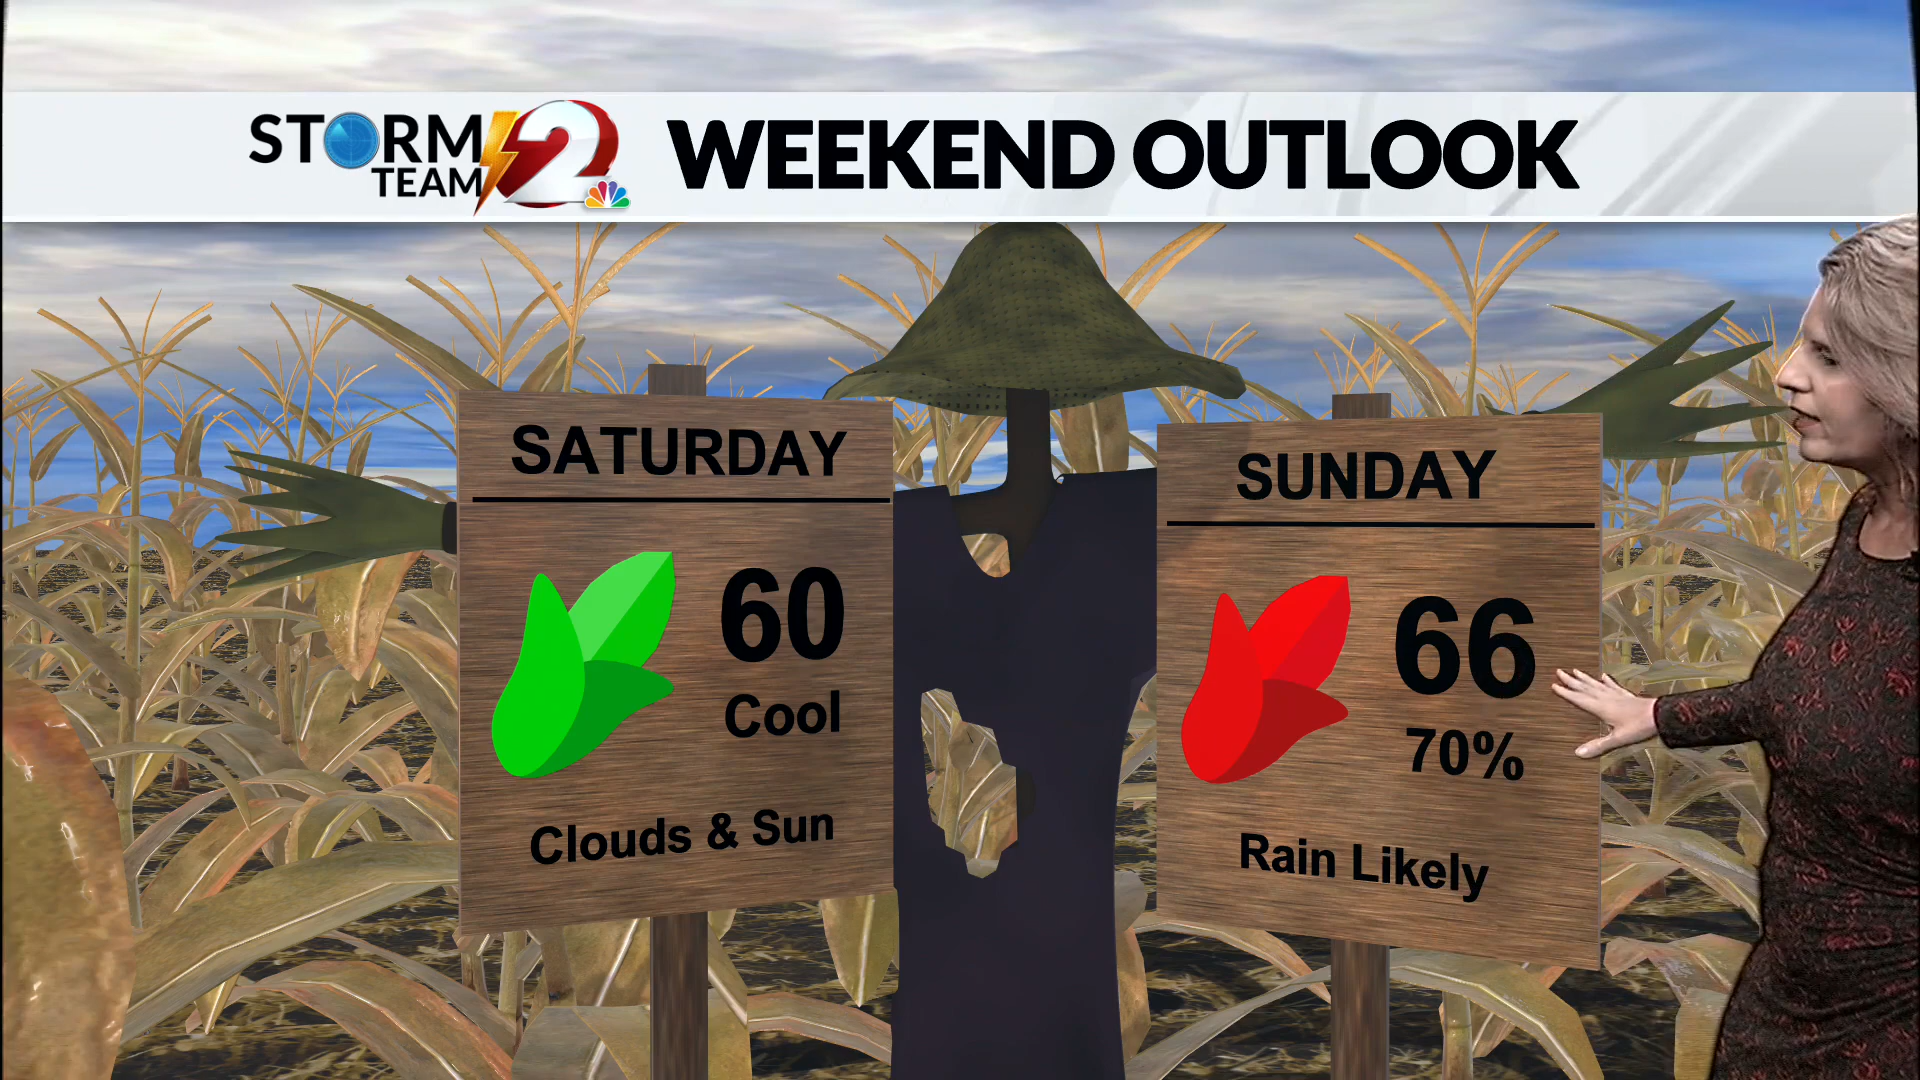 STORM
TEAM
2
WEEKEND OUTLOOK
SATURDAY
60
Cool
Clouds & Sun
SUNDAY
66
70%
Rain Likely